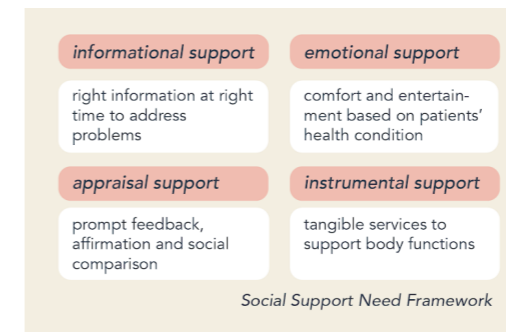 informational support
right information at right
time to address
problems
emotional support
comfort and entertain-
ment based on patients'
health condition
appraisal support
prompt feedback,
affirmation and social
comparison
instrumental support
tangible services to
support body functions
Social Support Need Framework